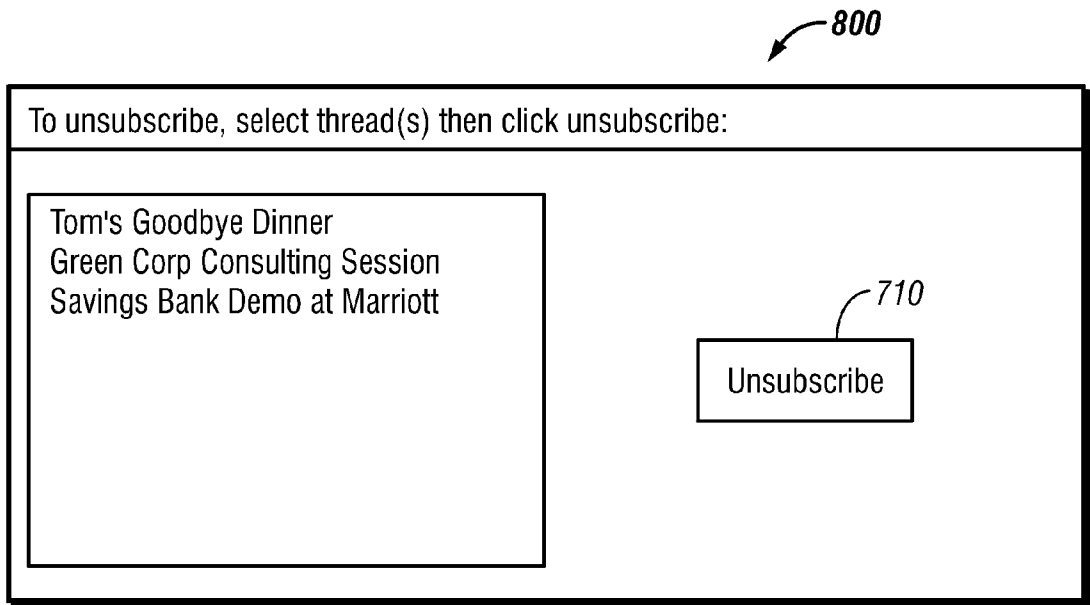 800
To unsubscribe, select thread(s) then click unsubscribe:
Tom's Goodbye Dinner
Green Corp Consulting Session
Savings Bank Demo at Marriott
710
Unsubscribe